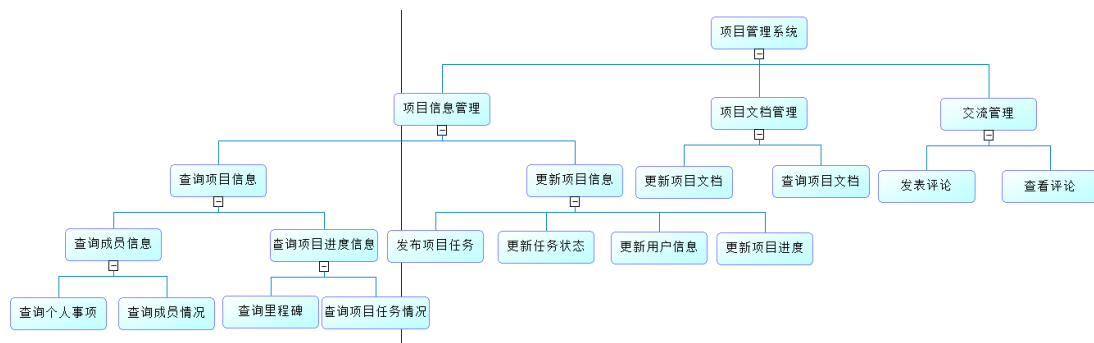 项目管理系统
项目信息管理
项目文档管理
交流管理
查询项目信息
更新项目信息
更新项目文档
查询项目文档
发表评论
查看评论
查询成员信息
查询项目进度信息
发布项目任务
更新任务状态
更新用户信息
更新项目进度
查询个人事项
查询成员情况
查询里程碑
查询项目任务情况